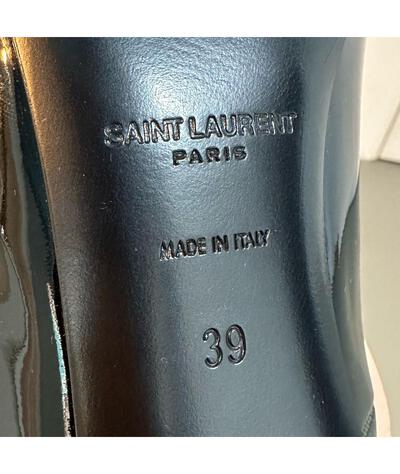 SAINT LAURENT
PARIS
MADE IN ITALY
39